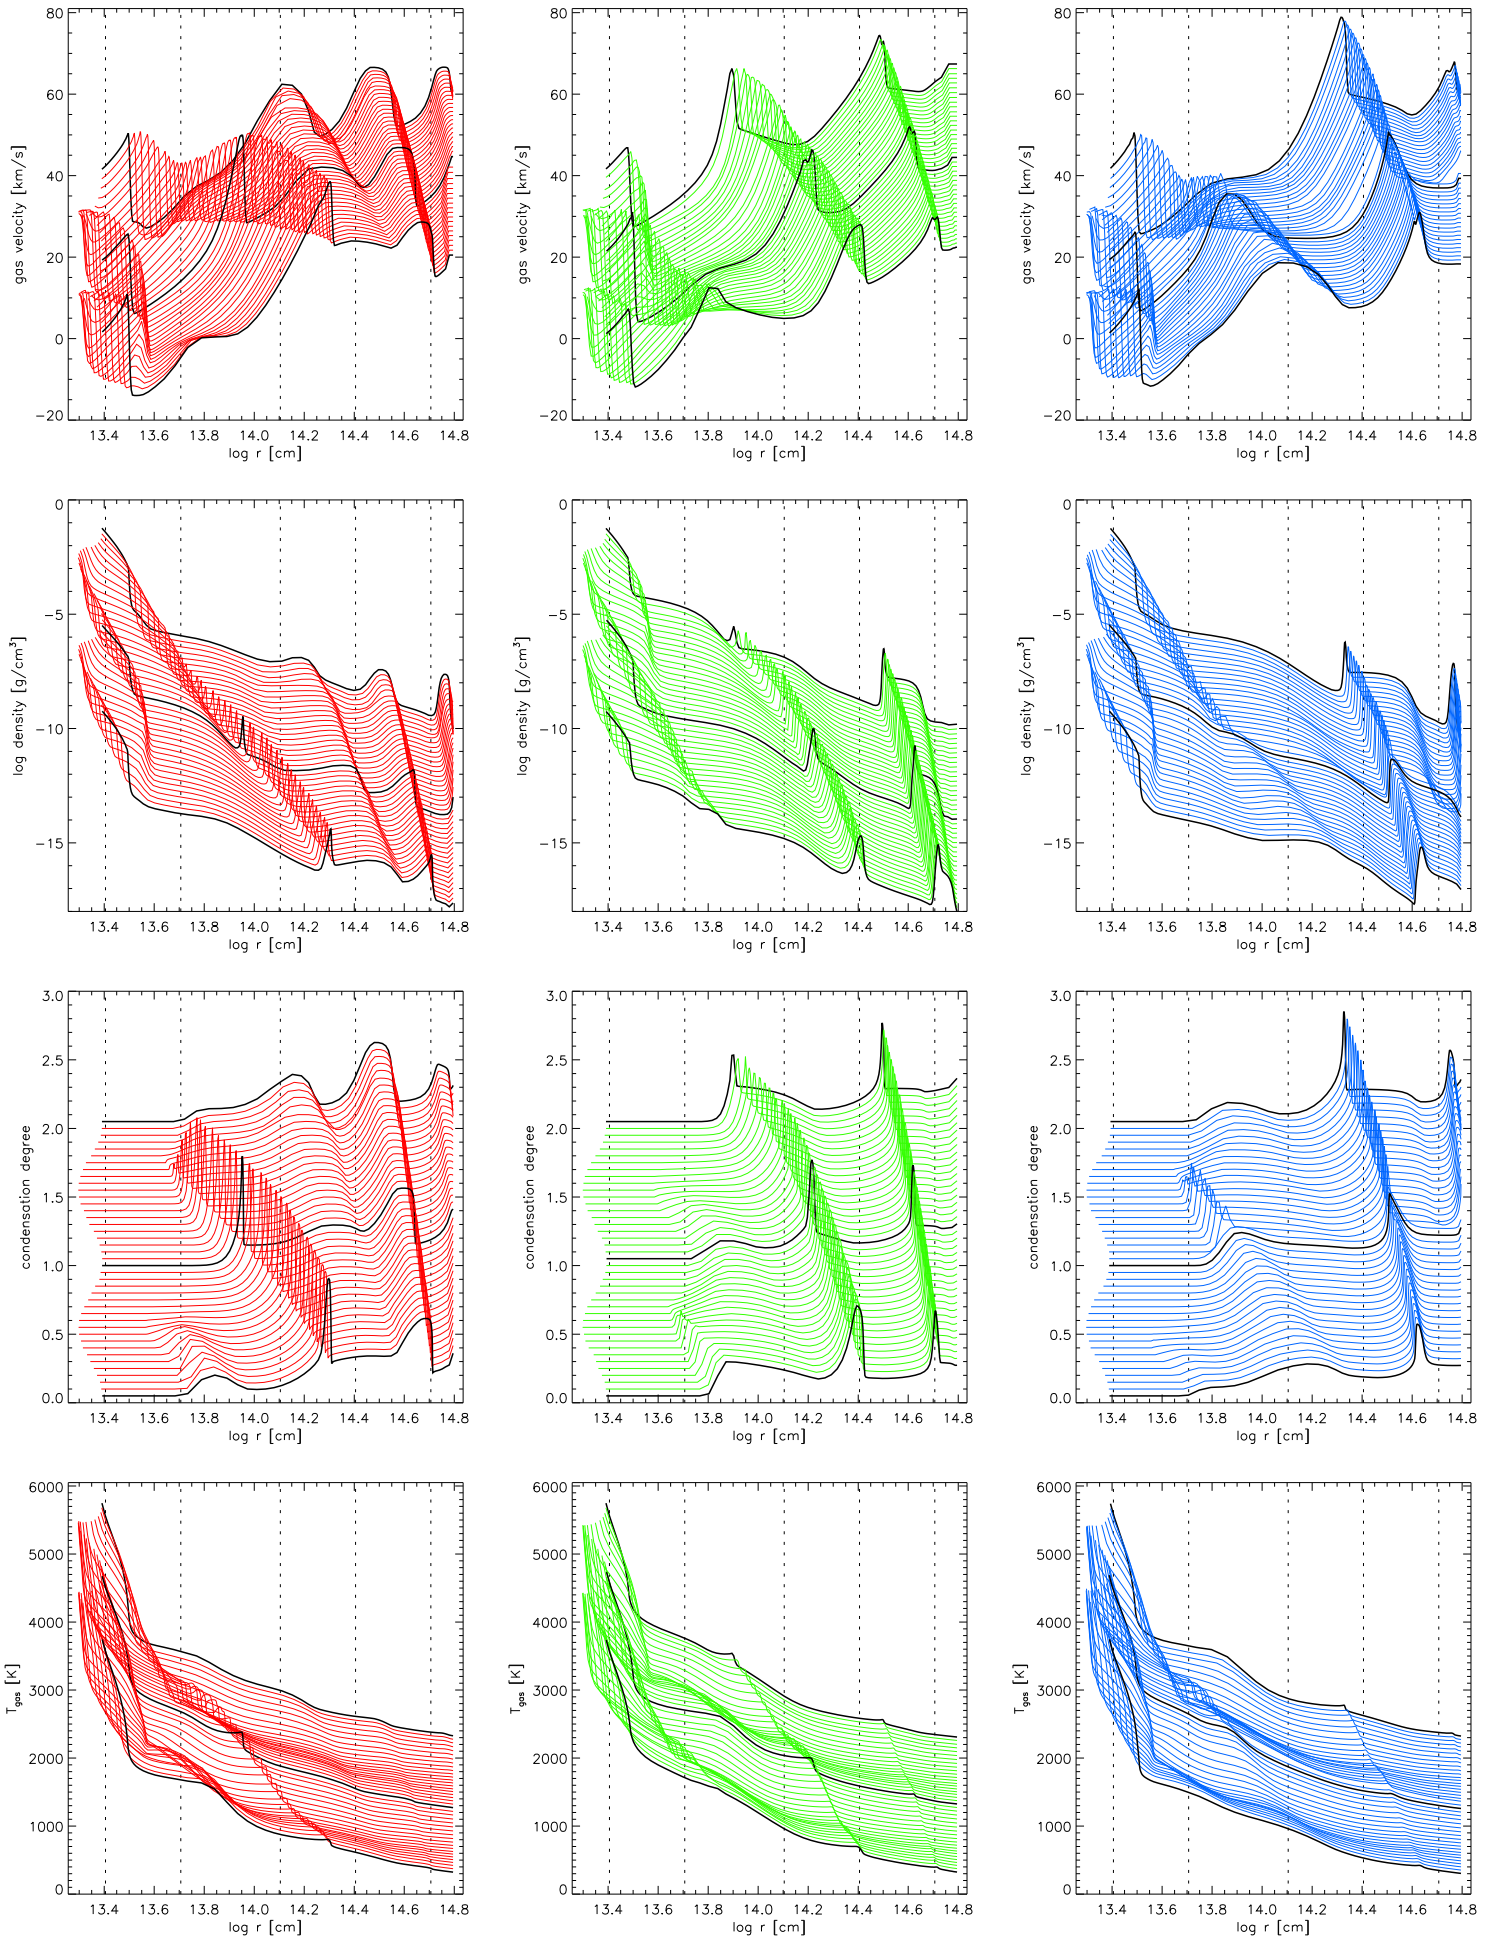 80 80 80
60 60 60
40 40 40
20 20 20
0 0 0
−20 −20 −20
gas velocity [km/s] gas velocity [km/s] gas velocity [km/s]
13.4 13.6 13.8 14.0 14.2 14.4 14.6 14.8 13.4 13.6 13.8 14.0 14.2 14.4 14.6 14.8 13.4 13.6 13.8 14.0 14.2 14.4 14.6 14.8
log r [cm] log r [cm] log r [cm]
0 0 0
−5 −5 −5
−10 −10 −10
−15 −15 −15
log density [g/cm³] log density [g/cm³] log density [g/cm³]
13.4 13.6 13.8 14.0 14.2 14.4 14.6 14.8 13.4 13.6 13.8 14.0 14.2 14.4 14.6 14.8 13.4 13.6 13.8 14.0 14.2 14.4 14.6 14.8
log r [cm] log r [cm] log r [cm]
3.0 3.0 3.0
2.5 2.5 2.5
2.0 2.0 2.0
1.5 1.5 1.5
1.0 1.0 1.0
0.5 0.5 0.5
0.0 0.0 0.0
condensation degree condensation degree condensation degree
13.4 13.6 13.8 14.0 14.2 14.4 14.6 14.8 13.4 13.6 13.8 14.0 14.2 14.4 14.6 14.8 13.4 13.6 13.8 14.0 14.2 14.4 14.6 14.8
log r [cm] log r [cm] log r [cm]
6000 6000 6000
5000 5000 5000
4000 4000 4000
3000 3000 3000
2000 2000 2000
1000 1000 1000
0 0 0
Tgas [K] Tgas [K] Tgas [K]
13.4 13.6 13.8 14.0 14.2 14.4 14.6 14.8 13.4 13.6 13.8 14.0 14.2 14.4 14.6 14.8 13.4 13.6 13.8 14.0 14.2 14.4 14.6 14.8
log r [cm] log r [cm] log r [cm]